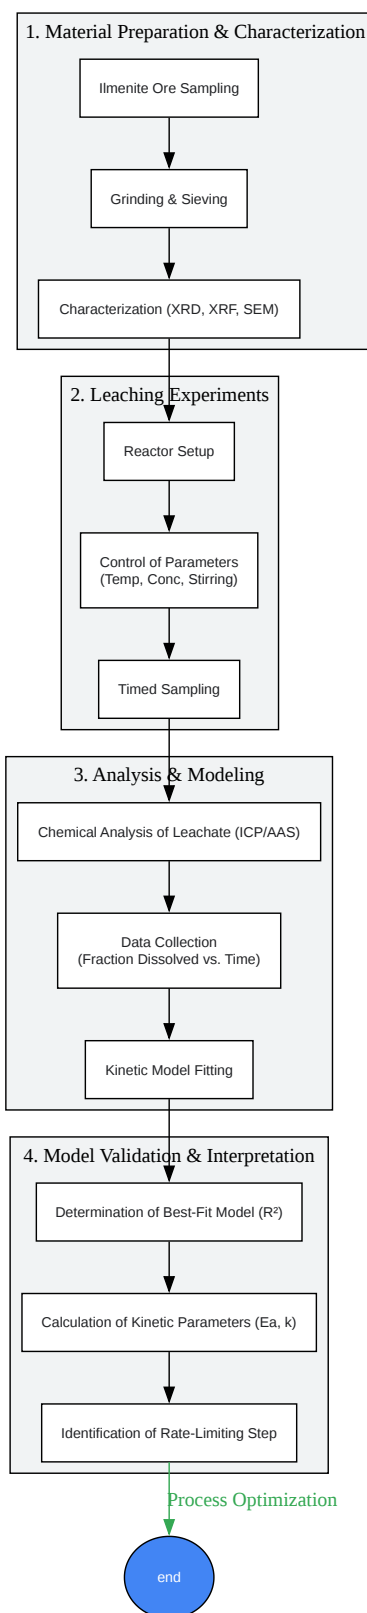 1. Material Preparation & Characterization
Ilmenite Ore Sampling
Grinding & Sieving
Characterization (XRD, XRF, SEM)
2. Leaching Experiments
Reactor Setup
Control of Parameters
(Temp, Conc, Stirring)
Timed Sampling
3. Analysis & Modeling
Chemical Analysis of Leachate (ICP/AAS)
Data Collection
(Fraction Dissolved vs. Time)
Kinetic Model Fitting
4. Model Validation & Interpretation
Determination of Best-Fit Model (R²)
Calculation of Kinetic Parameters (Ea, k)
Identification of Rate-Limiting Step
Process Optimization
end